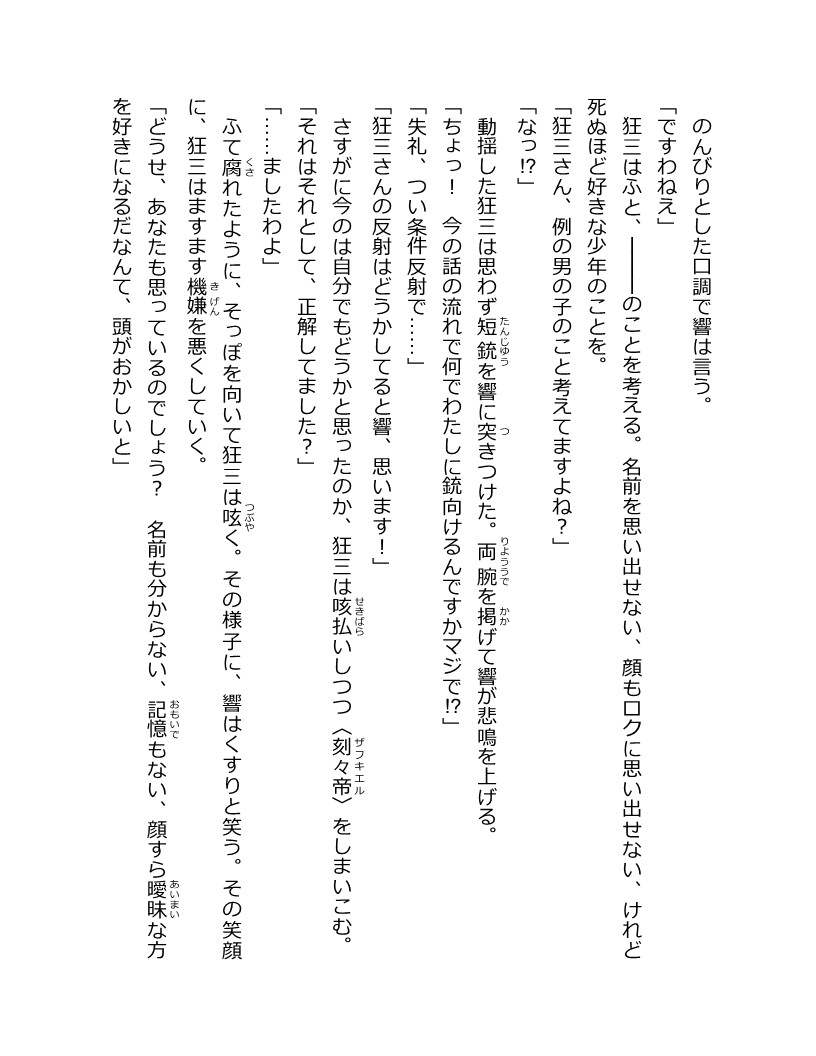 のんびりとした口調で響は言う。
「ですわねえ」
　狂三はふと、―――のことを考える。名前を思い出せない、顔もロクに思い出せない、けれど
死ぬほど好きな少年のことを。
「狂三さん、例の男の子のこと考えてますよね？」
「なっ!?」
　動揺した狂三は思わず短銃を響に突きつけた。両腕を掲げて響が悲鳴を上げる。
「ちょっ！　今の話の流れで何でわたしに銃向けるんですかマジで!?」
「失礼、つい条件反射で……」
「狂三さんの反射はどうかしてると響、思います！」
　さすがに今のは自分でもどうかと思ったのか、狂三は咳払いしつつ〈刻々帝〉をしまいこむ。
「それはそれとして、正解してました？」
「……ましたわよ」
　ふて腐れたように、そっぽを向いて狂三は呟く。その様子に、響はくすりと笑う。その笑顔
に、狂三はますます機嫌を悪くしていく。
「どうせ、あなたも思っているのでしょう？　名前も分からない、記憶もない、顔すら曖昧な方
を好きになるだなんて、頭がおかしいと」